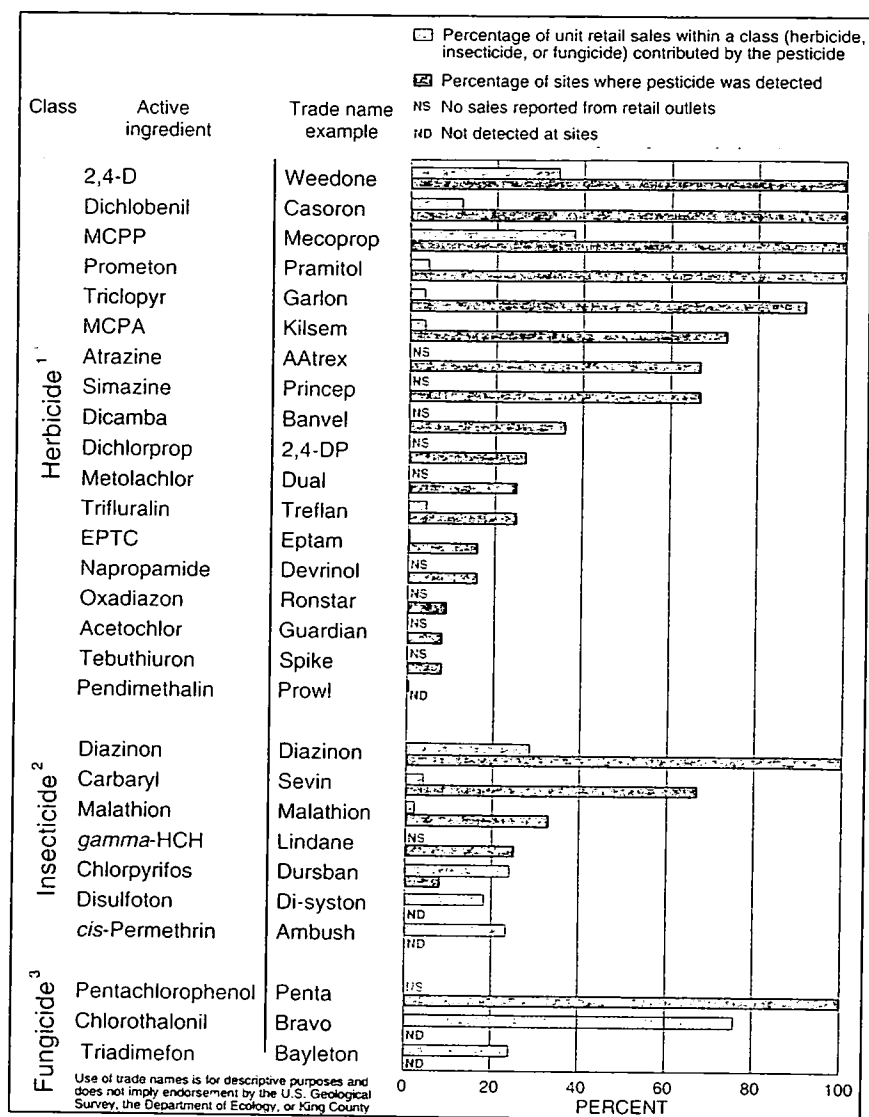 Percentage of unit retail sales within a class (herbicide,
insecticide, or fungicide) contributed by the pesticide
Percentage of sites where pesticide was detected
NS No sales reported from retail outlets
ND Not detected at sites
Class Active ingredient Trade name example
Herbicide 1
2,4-D Weedone
Dichlobenil Casoron
MCPP Mecoprop
Prometon Pramitol
Triclopyr Garlon
MCPA Kilsem
Atrazine AAtrex NS
Simazine Princep NS
Dicamba Banvel NS
Dichlorprop 2,4-DP NS
Metolachlor Dual NS
Trifluralin Treflan
EPTC Eptam
Napropamide Devrinol NS
Oxadiazon Ronstar NS
Acetochlor Guardian NS
Tebuthiuron Spike NS
Pendimethalin Prowl ND
Insecticide 2
Diazinon Diazinon
Carbaryl Sevin
Malathion Malathion
gamma-HCH Lindane NS
Chlorpyrifos Dursban
Disulfoton Di-syston ND
cis-Permethrin Ambush ND
Fungicide 3
Pentachlorophenol Penta NS
Chlorothalonil Bravo ND
Triadimefon Bayleton ND
Use of trade names is for descriptive purposes and
does not imply endorsement by the U.S. Geological
Survey, the Department of Ecology, or King County
0 20 40 60 80 100
PERCENT